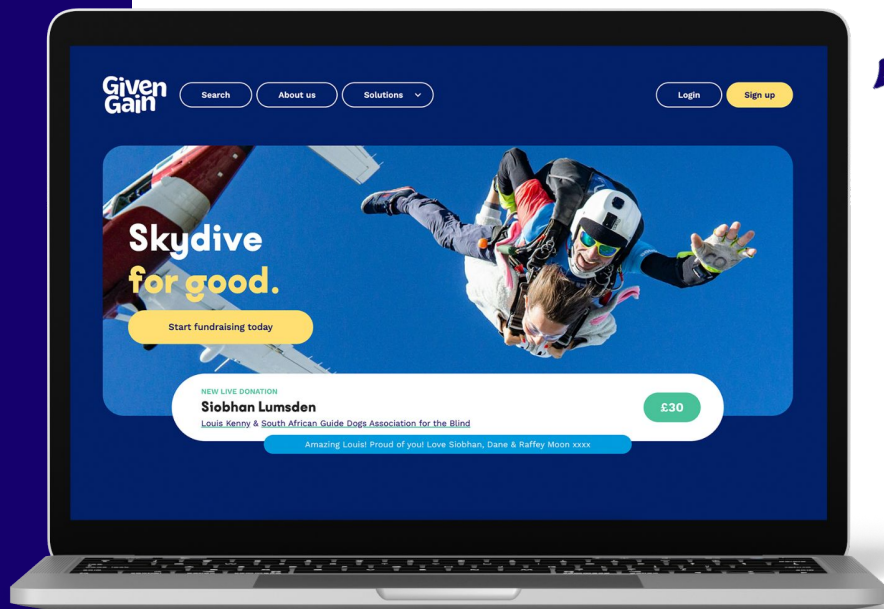 Given
Gain
Search
About us
Solutions
Login
Sign up
Skydive
for good.
Start fundraising today
NEW LIVE DONATION
Siobhan Lumsden
Louis Kenny & South African Guide Dogs Association for the Blind
£30
Amazing Louis! Proud of you! Love Siobhan, Dane & Raffey Moon xxxx